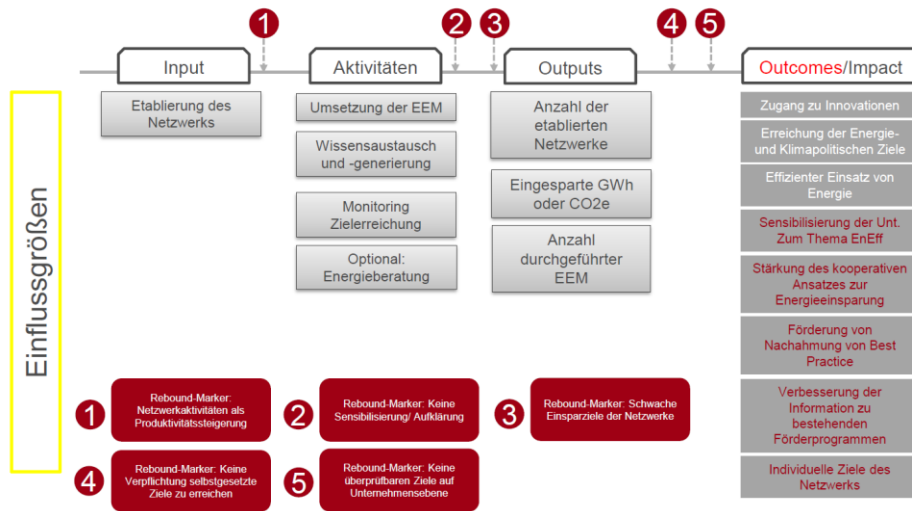 1
2
3
4
5
Input
Aktivitäten
Outputs
Outcomes/Impact
Einflussgrößen
Etablierung des
Netzwerks
Umsetzung der EEM
Wissensaustausch
und -generierung
Monitoring
Zielerreichung
Optional:
Energieberatung
Anzahl der
etablierten
Netzwerke
Eingesparte GWh
oder CO2e
Anzahl
durchgeführter
EEM
Zugang zu Innovationen
Erreichung der Energie-
und Klimapolitischen Ziele
Effizienter Einsatz von
Energie
Sensibilisierung der Unt.
Zum Thema EnEff
Stärkung des kooperativen
Ansatzes zur
Energieeinsparung
Förderung von
Nachahmung von Best
Practice
Verbesserung der
Information zu
bestehenden
Förderprogrammen
Individuelle Ziele des
Netzwerks
1
Rebound-Marker:
Netzwerkaktivitäten als
Produktivitätssteigerung
2
Rebound-Marker: Keine
Sensibilisierung/ Aufklärung
3
Rebound-Marker: Schwache
Einsparziele der Netzwerke
4
Rebound-Marker: Keine
Verpflichtung selbstgesetzte
Ziele zu erreichen
5
Rebound-Marker: Keine
überprüfbaren Ziele auf
Unternehmensebene